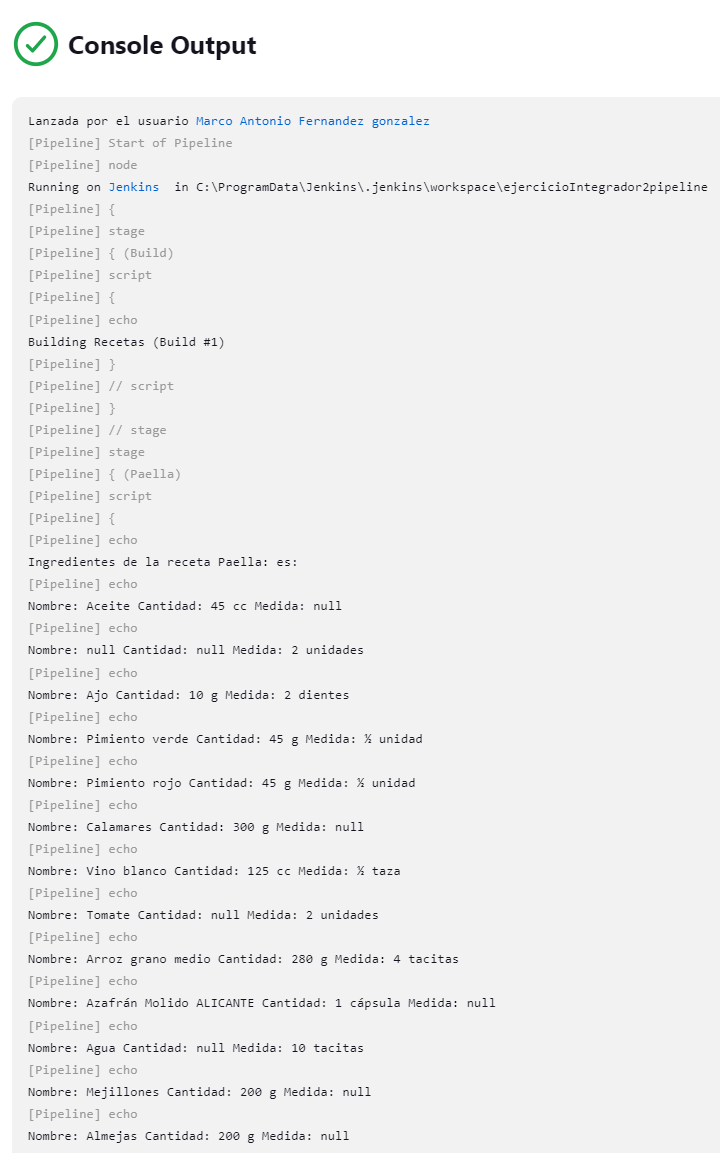 Console Output
Lanzada por el usuario Marco Antonio Fernandez gonzalez
[Pipeline] Start of Pipeline
[Pipeline] node
Running on Jenkins in C:\ProgramData\Jenkins\.jenkins\workspace\ejercicioIntegrador2pipeline
[Pipeline] {
[Pipeline] stage
[Pipeline] { (Build)
[Pipeline] script
[Pipeline] {
[Pipeline] echo
Building Recetas (Build #1)
[Pipeline] }
[Pipeline] // script
[Pipeline] }
[Pipeline] // stage
[Pipeline] stage
[Pipeline] { (Paella)
[Pipeline] script
[Pipeline] {
[Pipeline] echo
Ingredientes de la receta Paella: es:
[Pipeline] echo
Nombre: Aceite Cantidad: 45 cc Medida: null
[Pipeline] echo
Nombre: null Cantidad: null Medida: 2 unidades
[Pipeline] echo
Nombre: Ajo Cantidad: 10 g Medida: 2 dientes
[Pipeline] echo
Nombre: Pimiento verde Cantidad: 45 g Medida: ½ unidad
[Pipeline] echo
Nombre: Pimiento rojo Cantidad: 45 g Medida: ½ unidad
[Pipeline] echo
Nombre: Calamares Cantidad: 300 g Medida: null
[Pipeline] echo
Nombre: Vino blanco Cantidad: 125 cc Medida: ½ taza
[Pipeline] echo
Nombre: Tomate Cantidad: null Medida: 2 unidades
[Pipeline] echo
Nombre: Arroz grano medio Cantidad: 280 g Medida: 4 tacitas
[Pipeline] echo
Nombre: Azafrán Molido ALICANTE Cantidad: 1 cápsula Medida: null
[Pipeline] echo
Nombre: Agua Cantidad: null Medida: 10 tacitas
[Pipeline] echo
Nombre: Mejillones Cantidad: 200 g Medida: null
[Pipeline] echo
Nombre: Almejas Cantidad: 200 g Medida: null